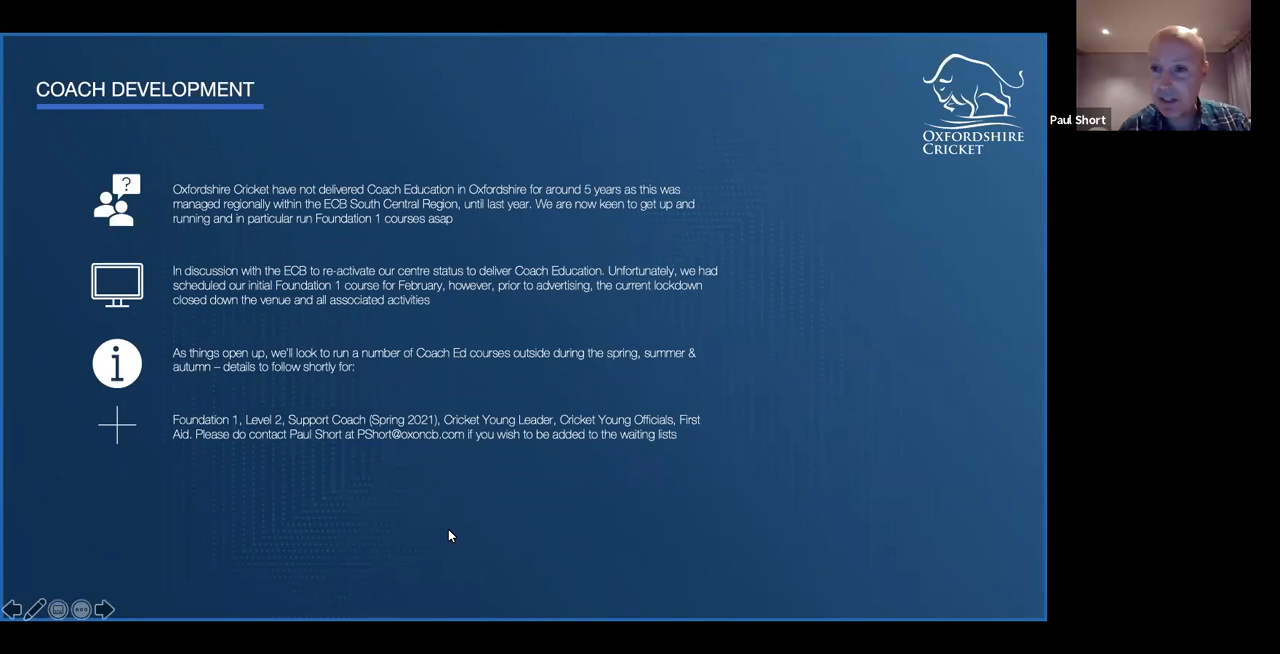 COACH DEVELOPMENT
OXFORDSHIRE
CRICKET
Paul Short
?
Oxfordshire Cricket have not delivered Coach Education in Oxfordshire for around 5 years as this was
managed regionally within the ECB South Central Region, until last year. We are now keen to get up and
running and in particular run Foundation 1 courses asap
In discussion with the ECB to re-activate our centre status to deliver Coach Education. Unfortunately, we had
scheduled our initial Foundation 1 course for February, however, prior to advertising, the current lockdown
closed down the venue and all associated activities
i
As things open up, we'll look to run a number of Coach Ed courses outside during the spring, summer &
autumn – details to follow shortly for:
Foundation 1, Level 2, Support Coach (Spring 2021), Cricket Young Leader, Cricket Young Officials, First
Aid. Please do contact Paul Short at PShort@oxoncb.com if you wish to be added to the waiting lists